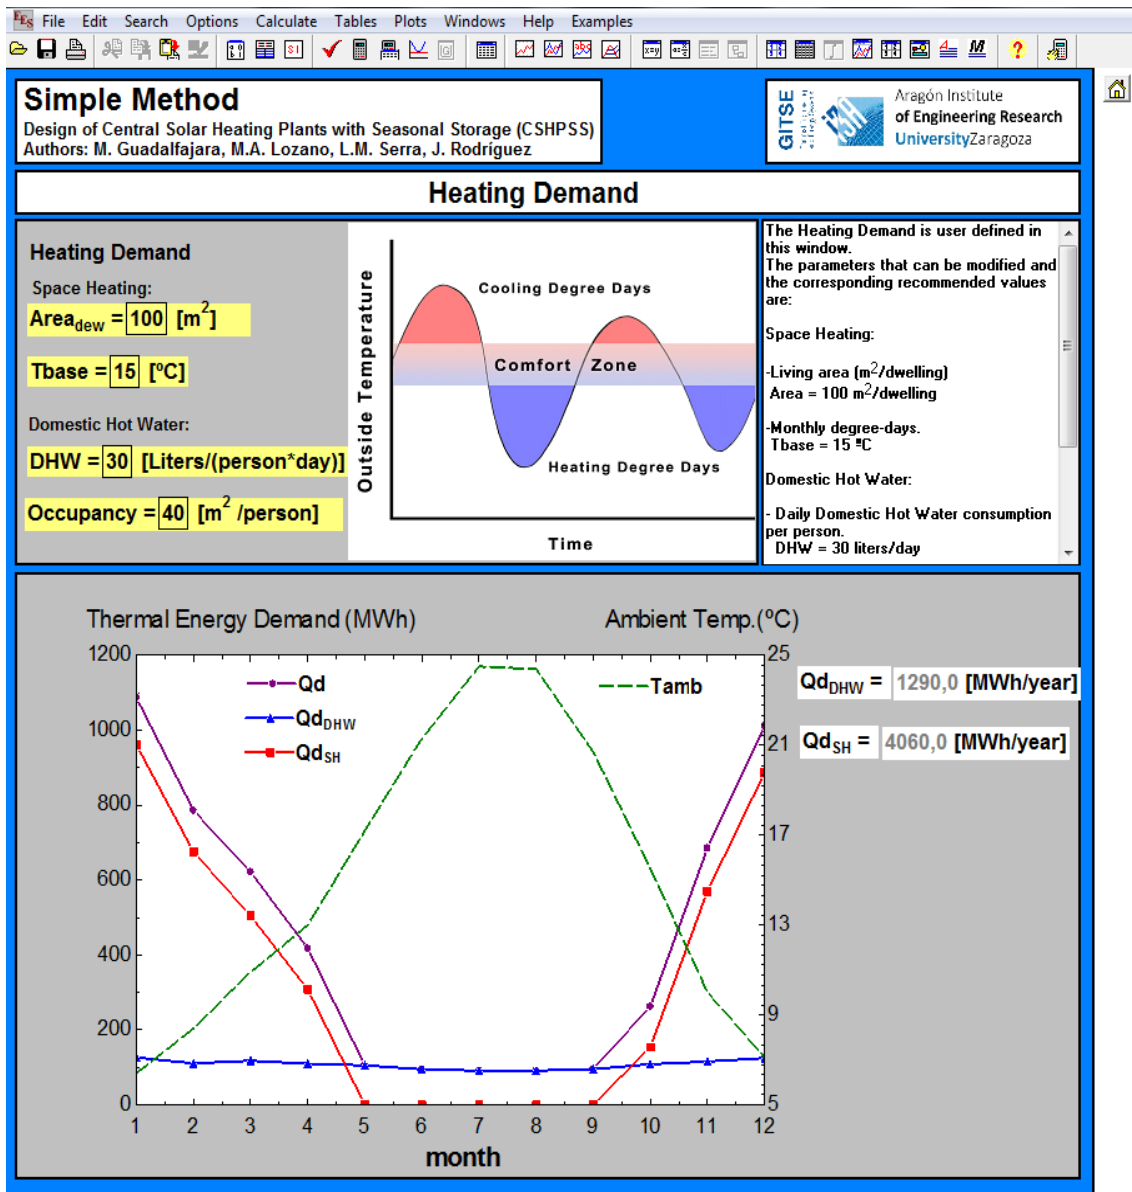 File Edit Search Options Calculate Tables Plots Windows Help Examples
Simple Method
Design of Central Solar Heating Plants with Seasonal Storage (CSHPSS)
Authors: M. Guadalfajara, M.A. Lozano, L.M. Serra, J. Rodríguez
GITSE
Aragón Institute
of Engineering Research
UniversityZaragoza
Heating Demand
Heating Demand
Space Heating:
Area_dew = 100 [m²]
Tbase = 15 [ºC]
Domestic Hot Water:
DHW = 30 [Liters/(person*day)]
Occupancy = 40 [m² /person]
Outside Temperature
Cooling Degree Days
Comfort Zone
Heating Degree Days
Time
The Heating Demand is user defined in
this window.
The parameters that can be modified and
the corresponding recommended values
are:
Space Heating:
-Living area (m²/dwelling)
Area = 100 m²/dwelling
-Monthly degree-days.
Tbase = 15 ºC
Domestic Hot Water:
- Daily Domestic Hot Water consumption
per person.
DHW = 30 liters/day
Thermal Energy Demand (MWh)
Ambient Temp.(ºC)
1200
1000
800
600
400
200
0
Qd
Qd_DHW
Qd_SH
Tamb
25
21
17
13
9
5
1 2 3 4 5 6 7 8 9 10 11 12
month
Qd_DHW = 1290,0 [MWh/year]
Qd_SH = 4060,0 [MWh/year]